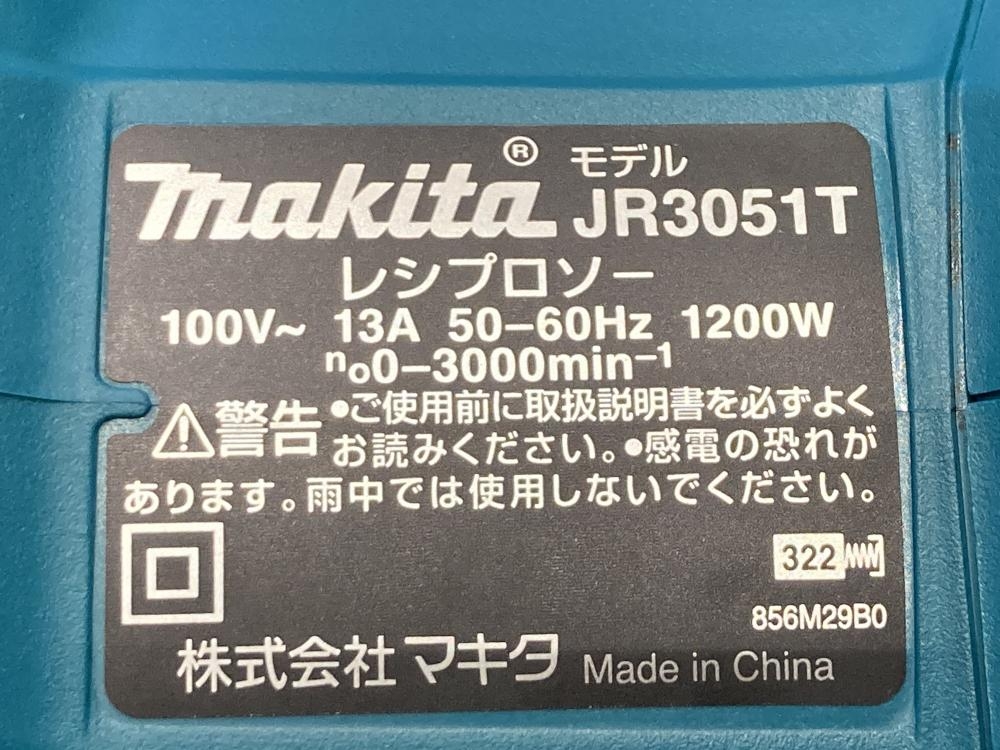 makita® モデル
JR3051T
レシプロソー
100V~ 13A 50–60Hz 1200W
no0–3000min–1
⚠警告 •ご使用前に取扱説明書を必ずよく
お読みください。•感電の恐れが
あります。雨中では使用しないでください。
322
856M29B0
株式会社マキタ Made in China